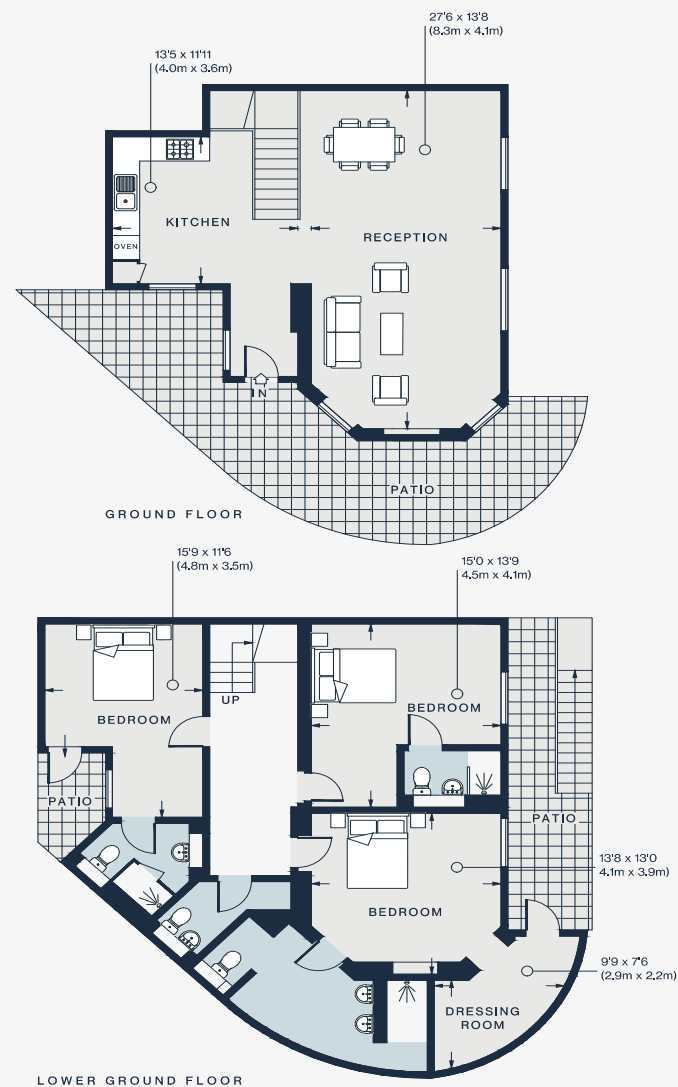 27'6 x 13'8
(8.3m x 4.1m)
13'5 x 11'11
(4.0m x 3.6m)
KITCHEN
RECEPTION
OVEN
IN
PATIO
GROUND FLOOR
15'9 x 11'6
(4.8m x 3.5m)
15'0 x 13'9
4.5m x 4.1m)
UP
BEDROOM
BEDROOM
PATIO
PATIO
13'8 x 13'0
4.1m x 3.9m)
BEDROOM
9'9 x 7'6
(2.9m x 2.2m)
DRESSING
ROOM
LOWER GROUND FLOOR